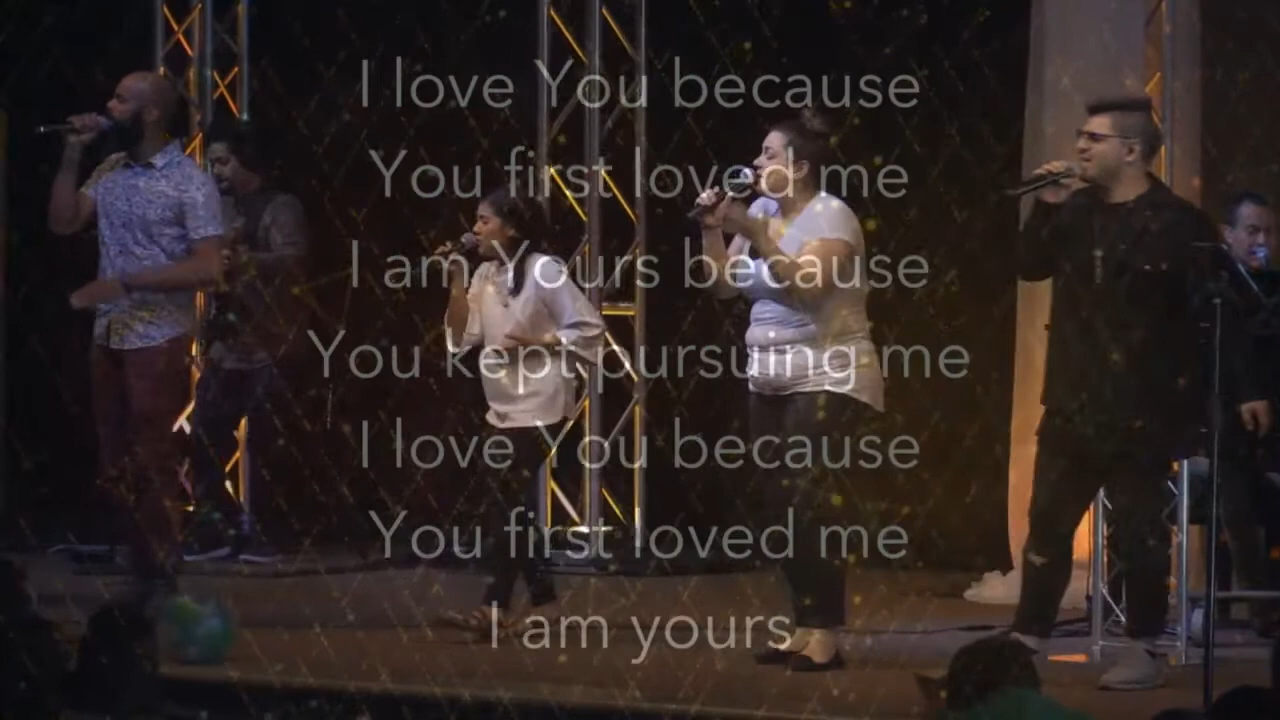 I love You because
You first loved me
I am Yours because
You kept pursuing me
I love You because
You first loved me
I am yours